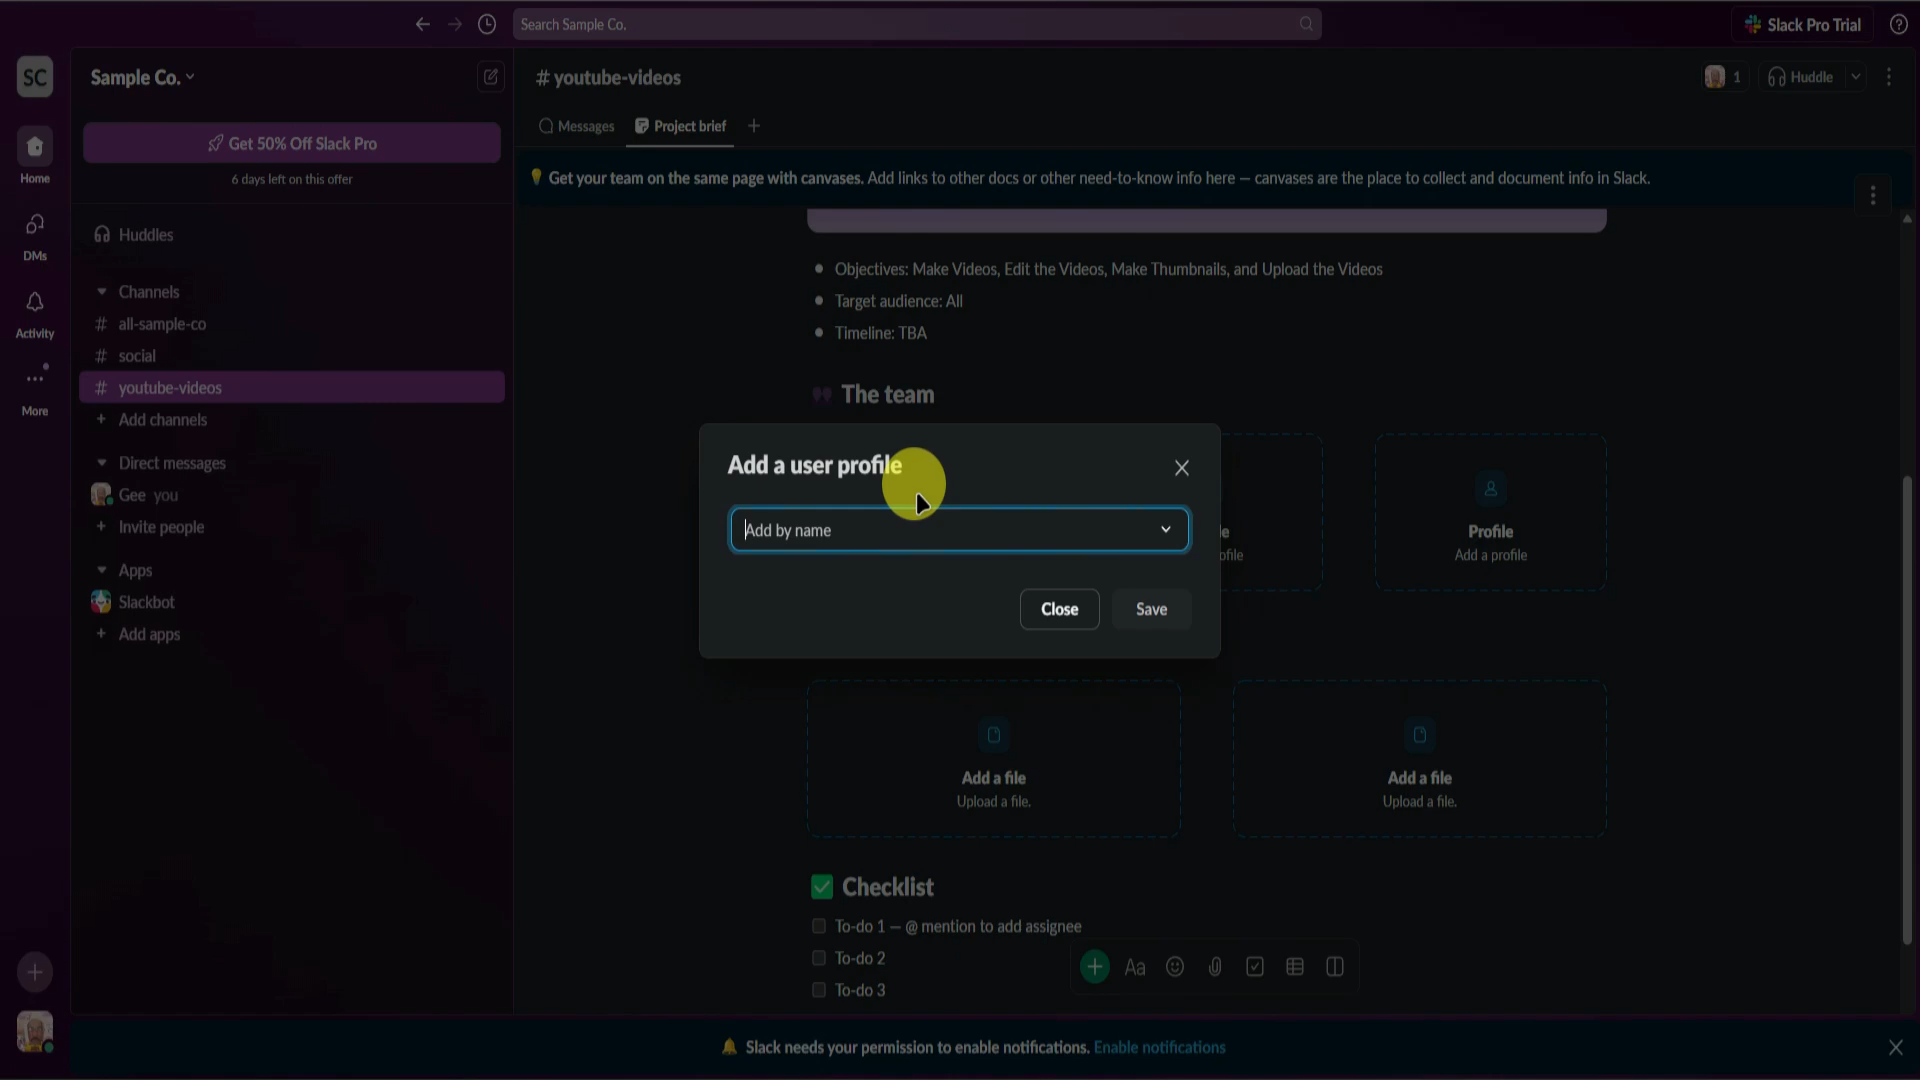 Search Sample Co.
Slack Pro Trial
SC
Sample Co.
# youtube-videos
1
Huddle
Get 50% Off Slack Pro
6 days left on this offer
Messages
Project brief
Home
DMs
Activity
More
Get your team on the same page with canvases. Add links to other docs or other need-to-know info here — canvases are the place to collect and document info in Slack.
Huddles
Channels
# all-sample-co
# social
# youtube-videos
+ Add channels
Direct messages
Gee you
+ Invite people
Apps
Slackbot
+ Add apps
• Objectives: Make Videos, Edit the Videos, Make Thumbnails, and Upload the Videos
• Target audience: All
• Timeline: TBA
The team
Add a user profile
Add by name
Close
Save
Profile
Add a profile
Add a file
Upload a file.
Add a file
Upload a file.
Checklist
To-do 1 — @ mention to add assignee
To-do 2
To-do 3
Aa
Slack needs your permission to enable notifications. Enable notifications